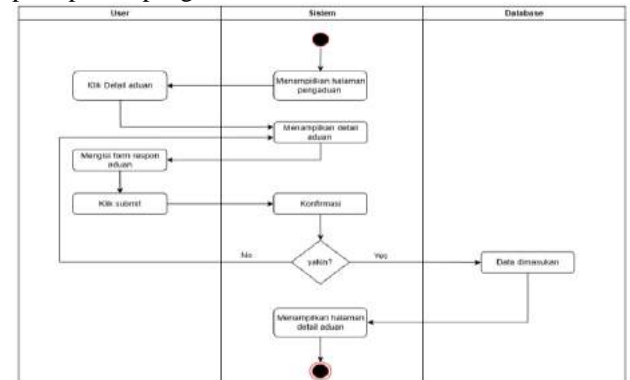 User
Sistem
Database
Menampilkan halaman
pengaduan
Klik Detail aduan
Menampilkan detail
aduan
Mengisi form respon
aduan
Klik submit
Konfirmasi
yakin?
No
Yes
Data dimasukan
Menampilkan halaman
detail aduan